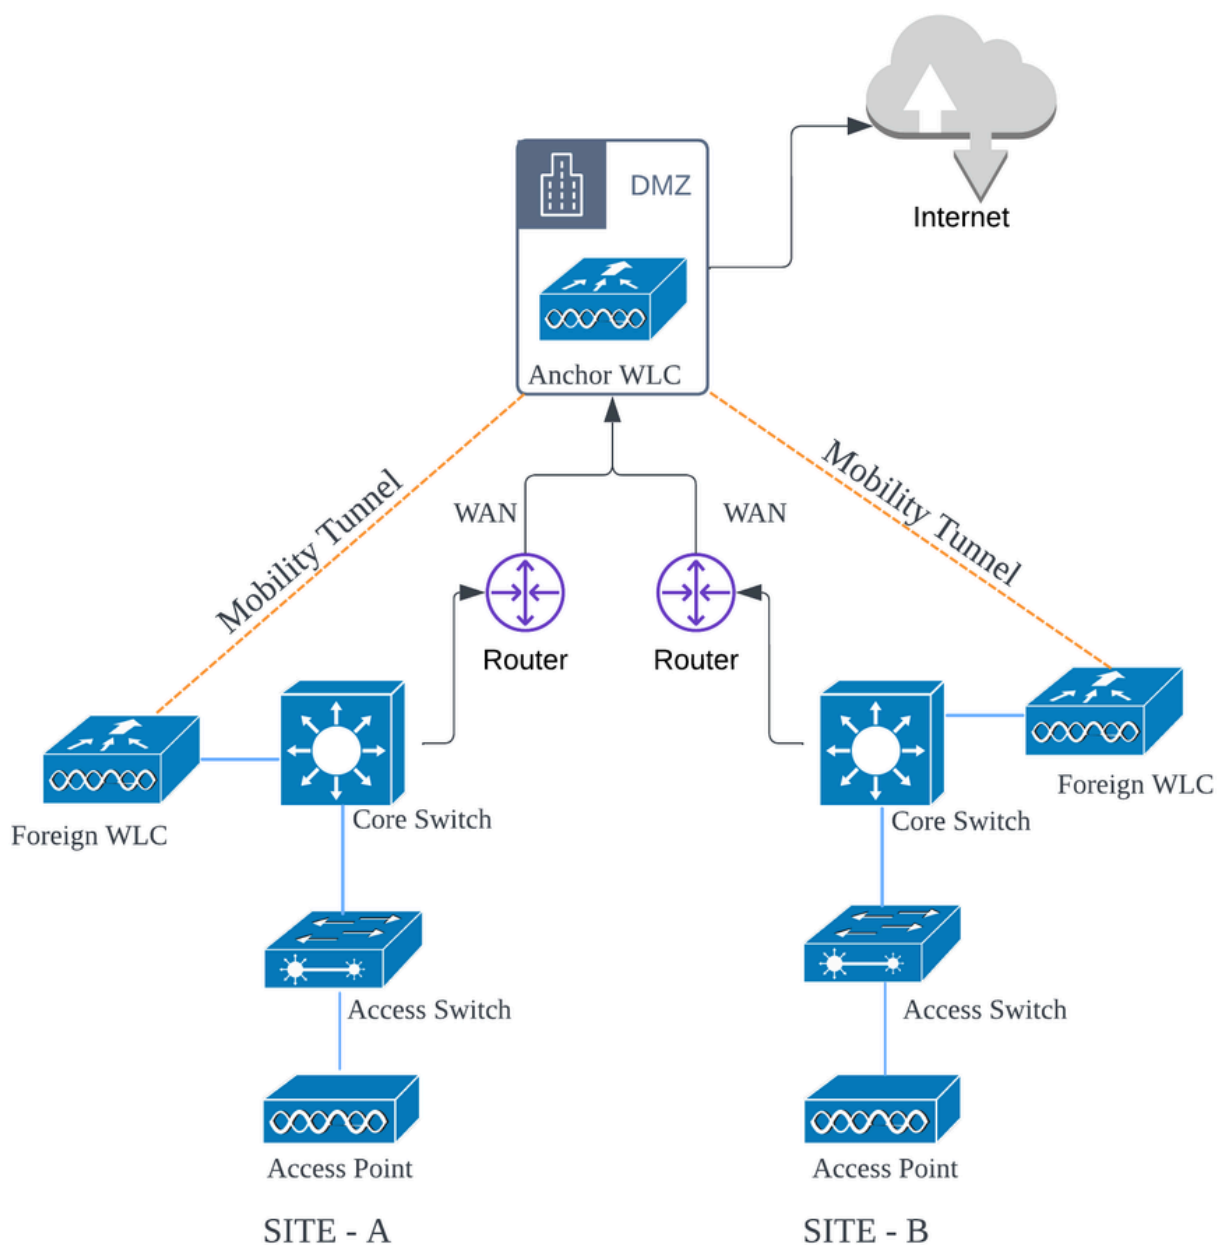 Internet
DMZ
Anchor WLC
Mobility Tunnel
Mobility Tunnel
WAN
WAN
Router
Router
Foreign WLC
Core Switch
Core Switch
Foreign WLC
Access Switch
Access Switch
Access Point
Access Point
SITE - A
SITE - B